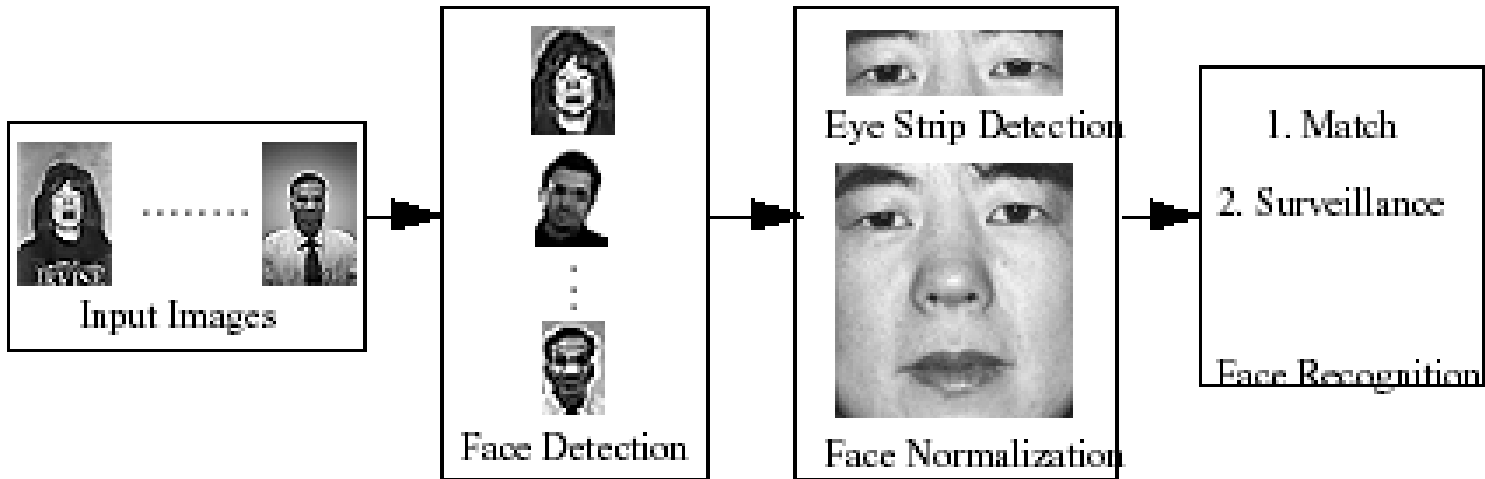 Input Images
Face Detection
Eye Strip Detection
Face Normalization
1. Match
2. Surveillance
Face Recognition